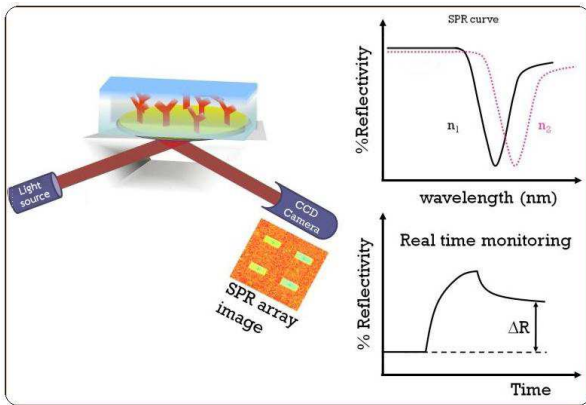 Light
source
CCD
Camera
SPR array
image
SPR curve
%Reflectivity
n₁
n₂
wavelength (nm)
Real time monitoring
% Reflectivity
ΔR
Time